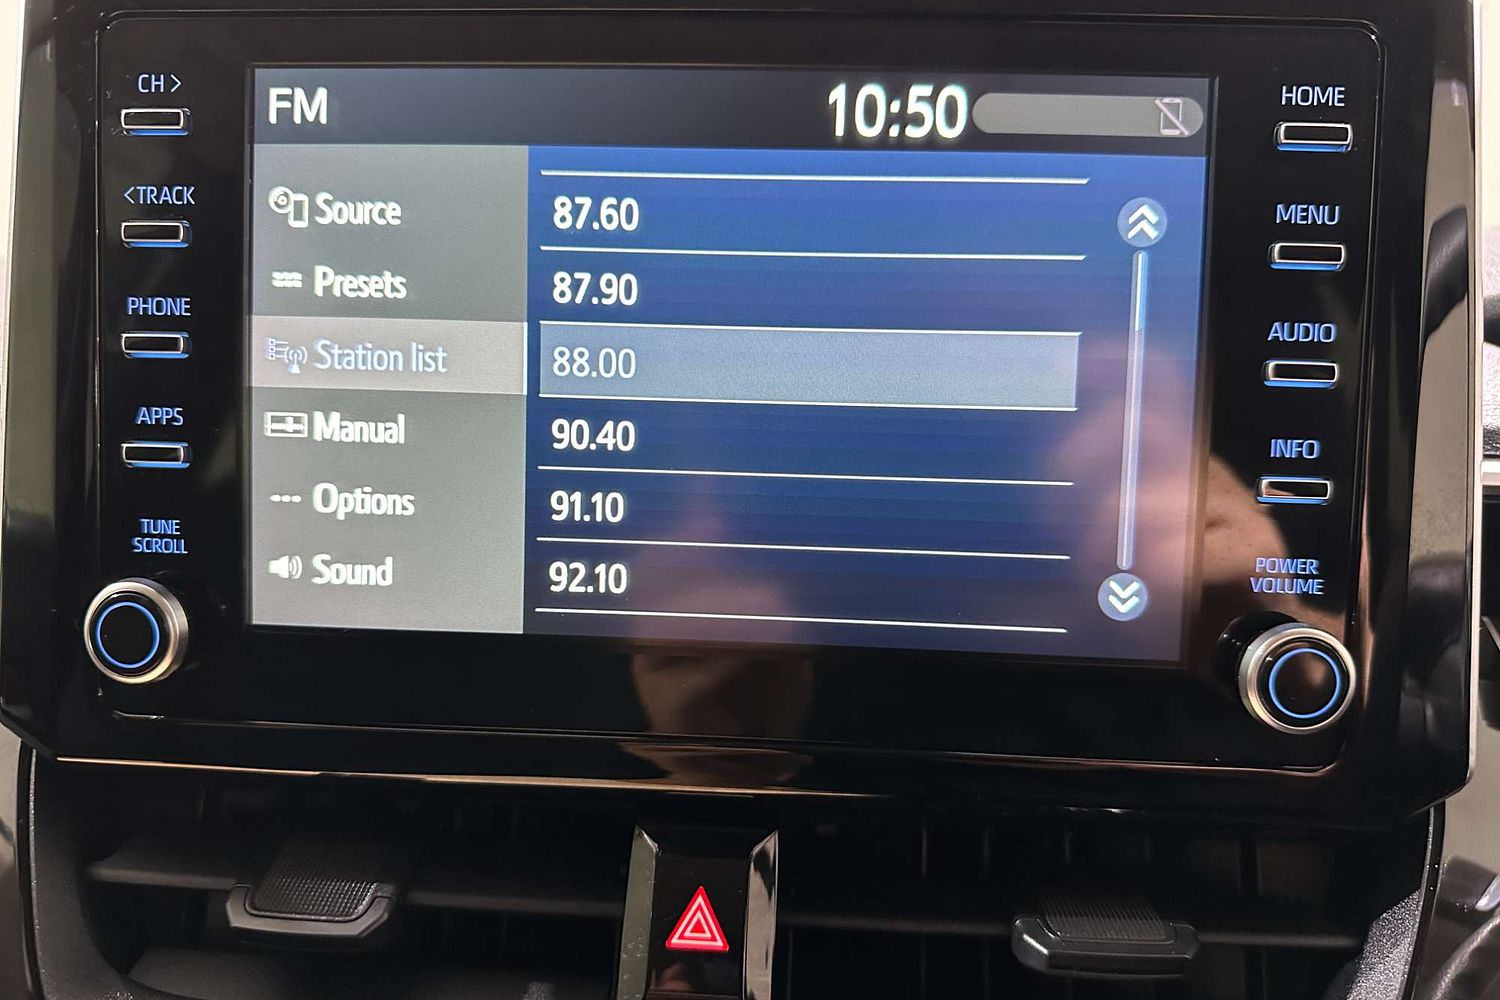 CH >
<TRACK
PHONE
APPS
TUNE
SCROLL
FM
10:50
Source
Presets
Station list
Manual
Options
Sound
87.60
87.90
88.00
90.40
91.10
92.10
HOME
MENU
AUDIO
INFO
POWER
VOLUME